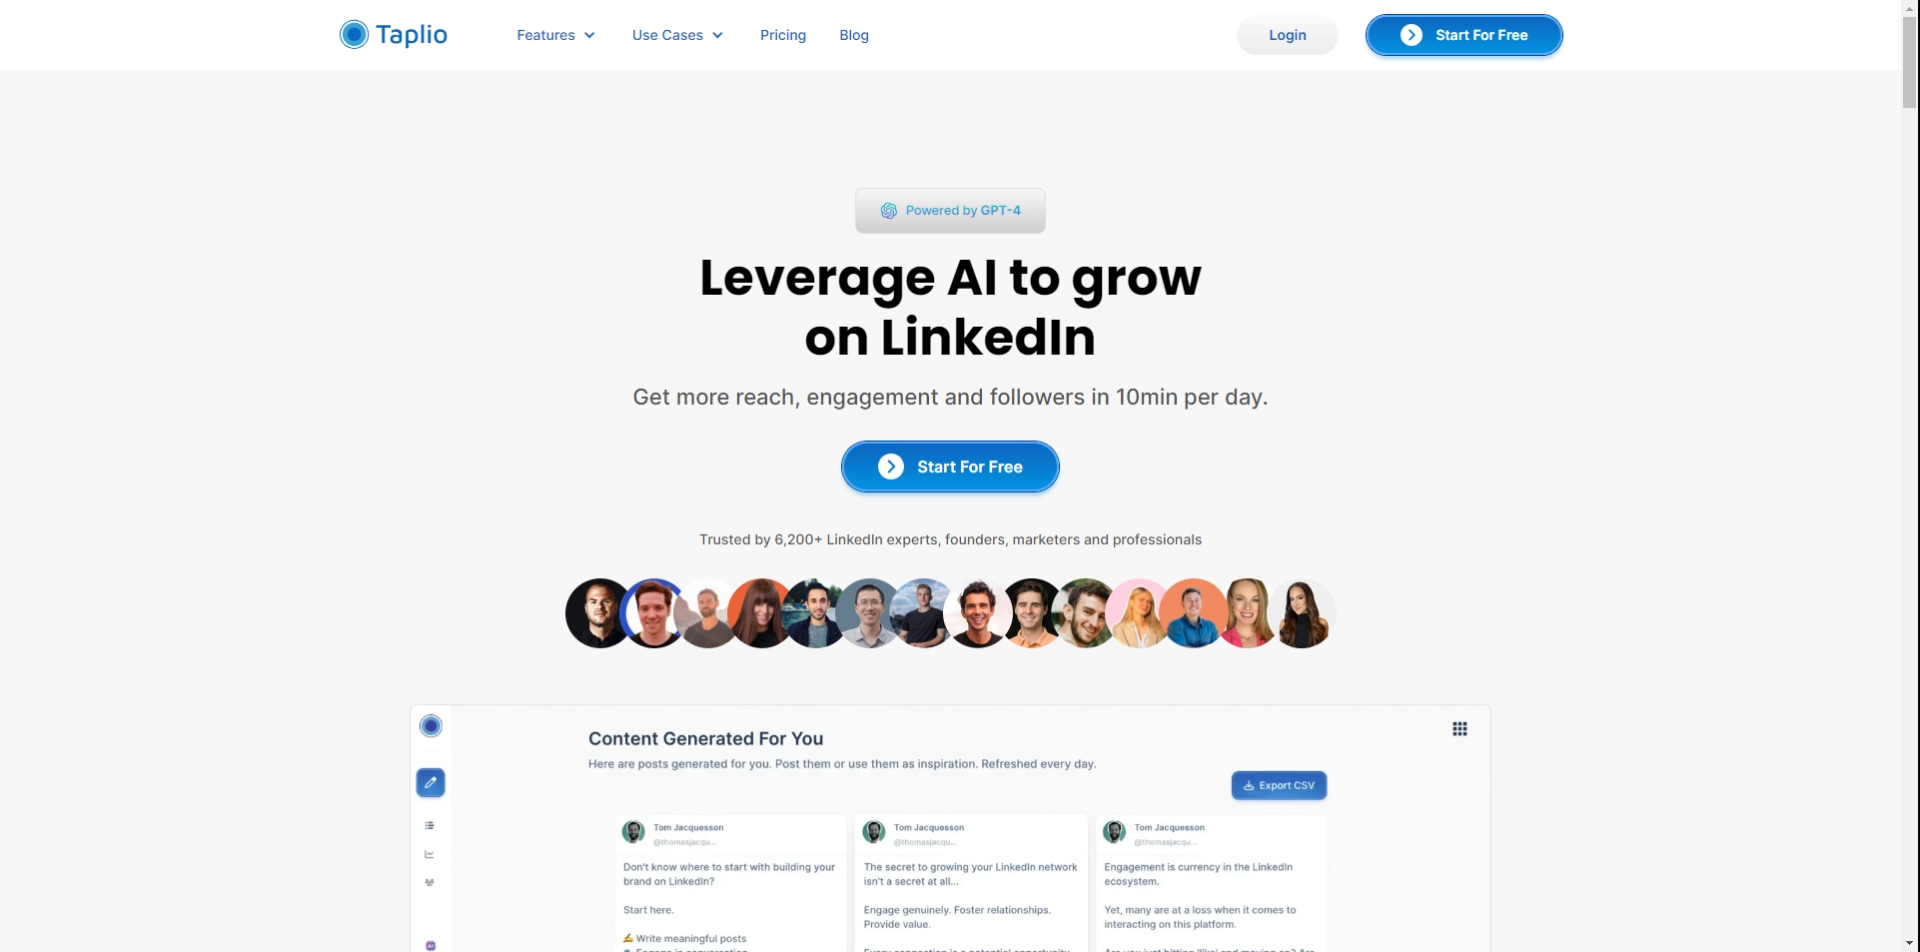 Taplio
Features
Use Cases
Pricing
Blog
Login
Start For Free
Powered by GPT-4
Leverage AI to grow
on LinkedIn
Get more reach, engagement and followers in 10min per day.
Start For Free
Trusted by 6,200+ LinkedIn experts, founders, marketers and professionals
Content Generated For You
Here are posts generated for you. Post them or use them as inspiration. Refreshed every day.
Export CSV
Tom Jacquesson
@thomasjacqu...
Don't know where to start with building your
brand on LinkedIn?
Start here.
✍️ Write meaningful posts
Tom Jacquesson
@thomasjacqu...
The secret to growing your LinkedIn network
isn't a secret at all...
Engage genuinely. Foster relationships.
Provide value.
Tom Jacquesson
@thomasjacqu...
Engagement is currency in the LinkedIn
ecosystem.
Yet, many are at a loss when it comes to
interacting on this platform.